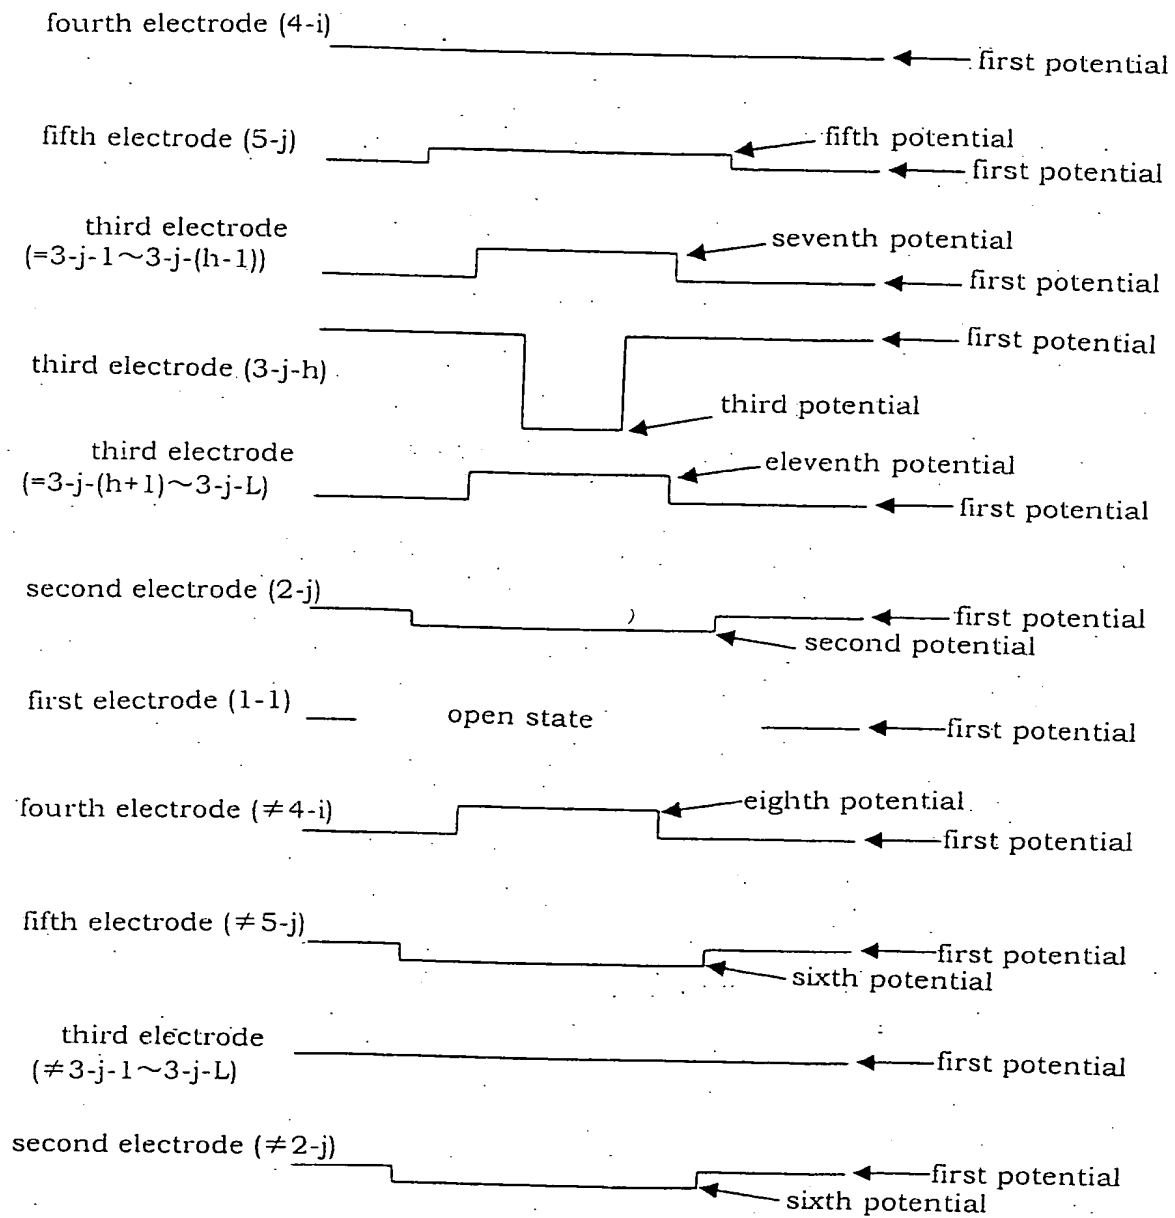 fourth electrode (4-i)
first potential
fifth electrode (5-j)
fifth potential
first potential
third electrode
(=3-j-1～3-j-(h-1))
seventh potential
first potential
first potential
third electrode (3-j-h)
third potential
third electrode
(=3-j-(h+1)～3-j-L)
eleventh potential
first potential
second electrode (2-j)
first potential
second potential
first electrode (1-1)
open state
first potential
fourth electrode (≠4-i)
eighth potential
first potential
fifth electrode (≠5-j)
first potential
sixth potential
third electrode
(≠3-j-1～3-j-L)
first potential
second electrode (≠2-j)
first potential
sixth potential